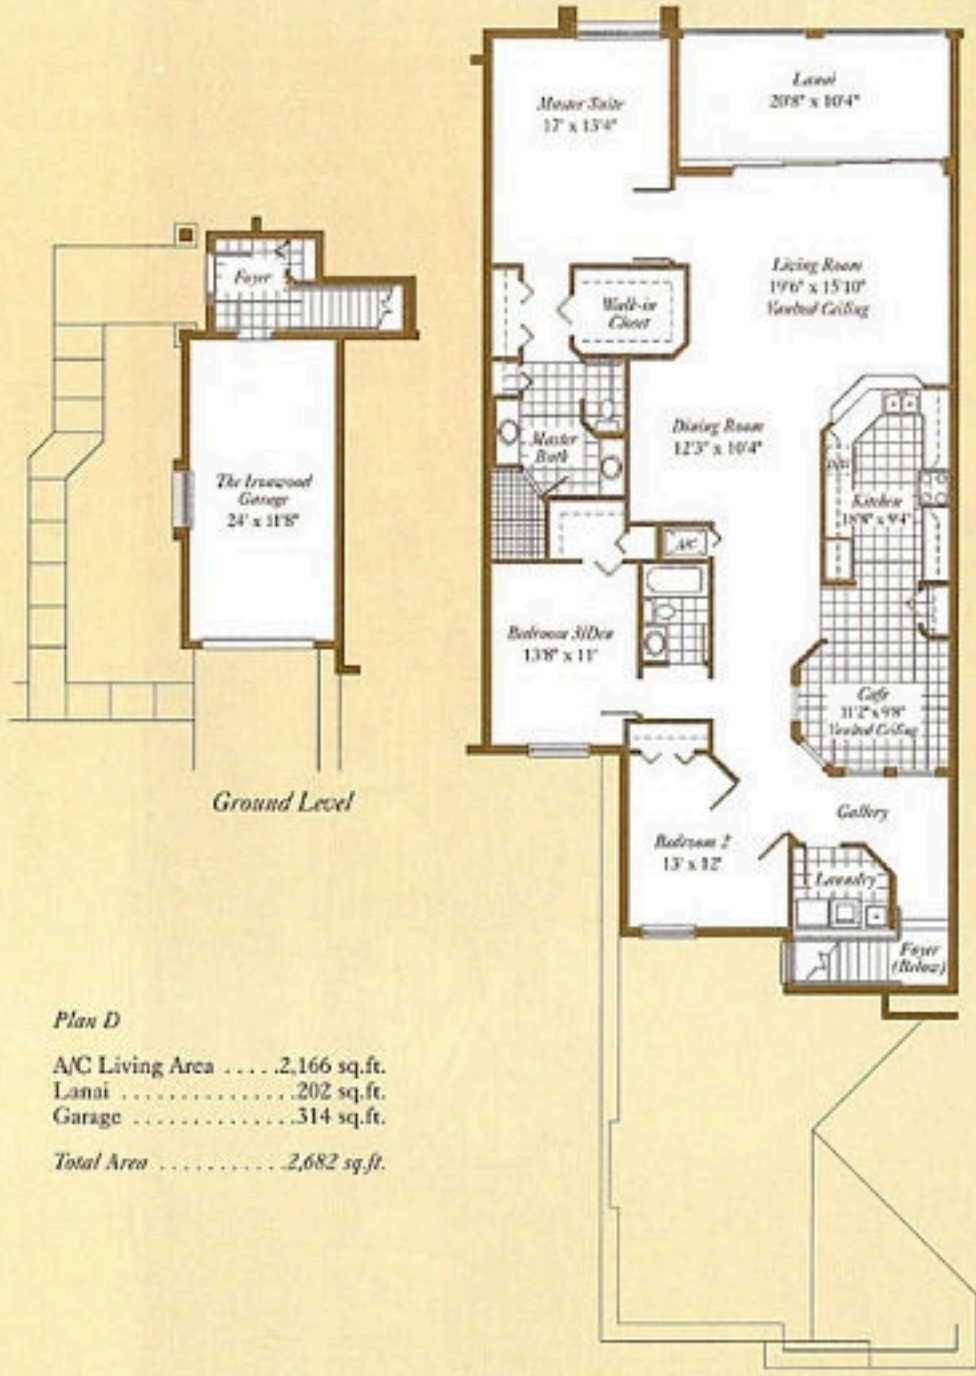 Lanai
20'8" x 10'4"
Master Suite
17' x 13'4"
Living Room
19'6" x 15'10"
Vaulted Ceiling
Walk-in
Closet
Foyer
Dining Room
12'3" x 10'4"
Master
Bath
The Ironwood
Garage
24' x 11'8"
Kitchen
x 9'4"
A/C
Bedroom 3/Den
13'8" x 11'
Cafe
11'2" x 9'8"
Vaulted Ceiling
Ground Level
Gallery
Bedroom 2
13' x 12'
Laundry
Foyer
(Below)
Plan D
A/C Living Area .....2,166 sq.ft.
Lanai ...............202 sq.ft.
Garage ..............314 sq.ft.
Total Area ...........2,682 sq.ft.